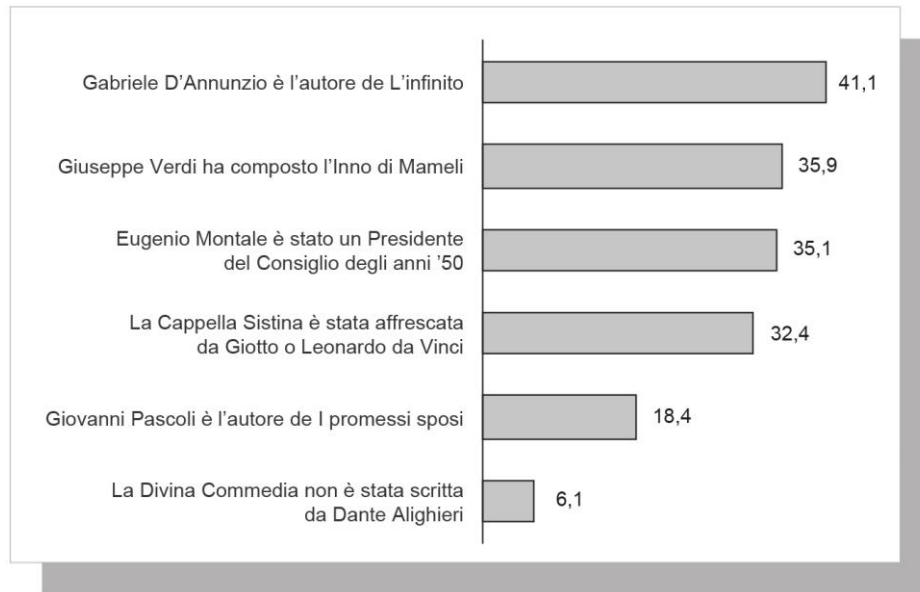 Gabriele D’Annunzio è l’autore de L’infinito
41,1
Giuseppe Verdi ha composto l’Inno di Mameli
35,9
Eugenio Montale è stato un Presidente
del Consiglio degli anni ’50
35,1
La Cappella Sistina è stata affrescata
da Giotto o Leonardo da Vinci
32,4
Giovanni Pascoli è l’autore de I promessi sposi
18,4
La Divina Commedia non è stata scritta
da Dante Alighieri
6,1